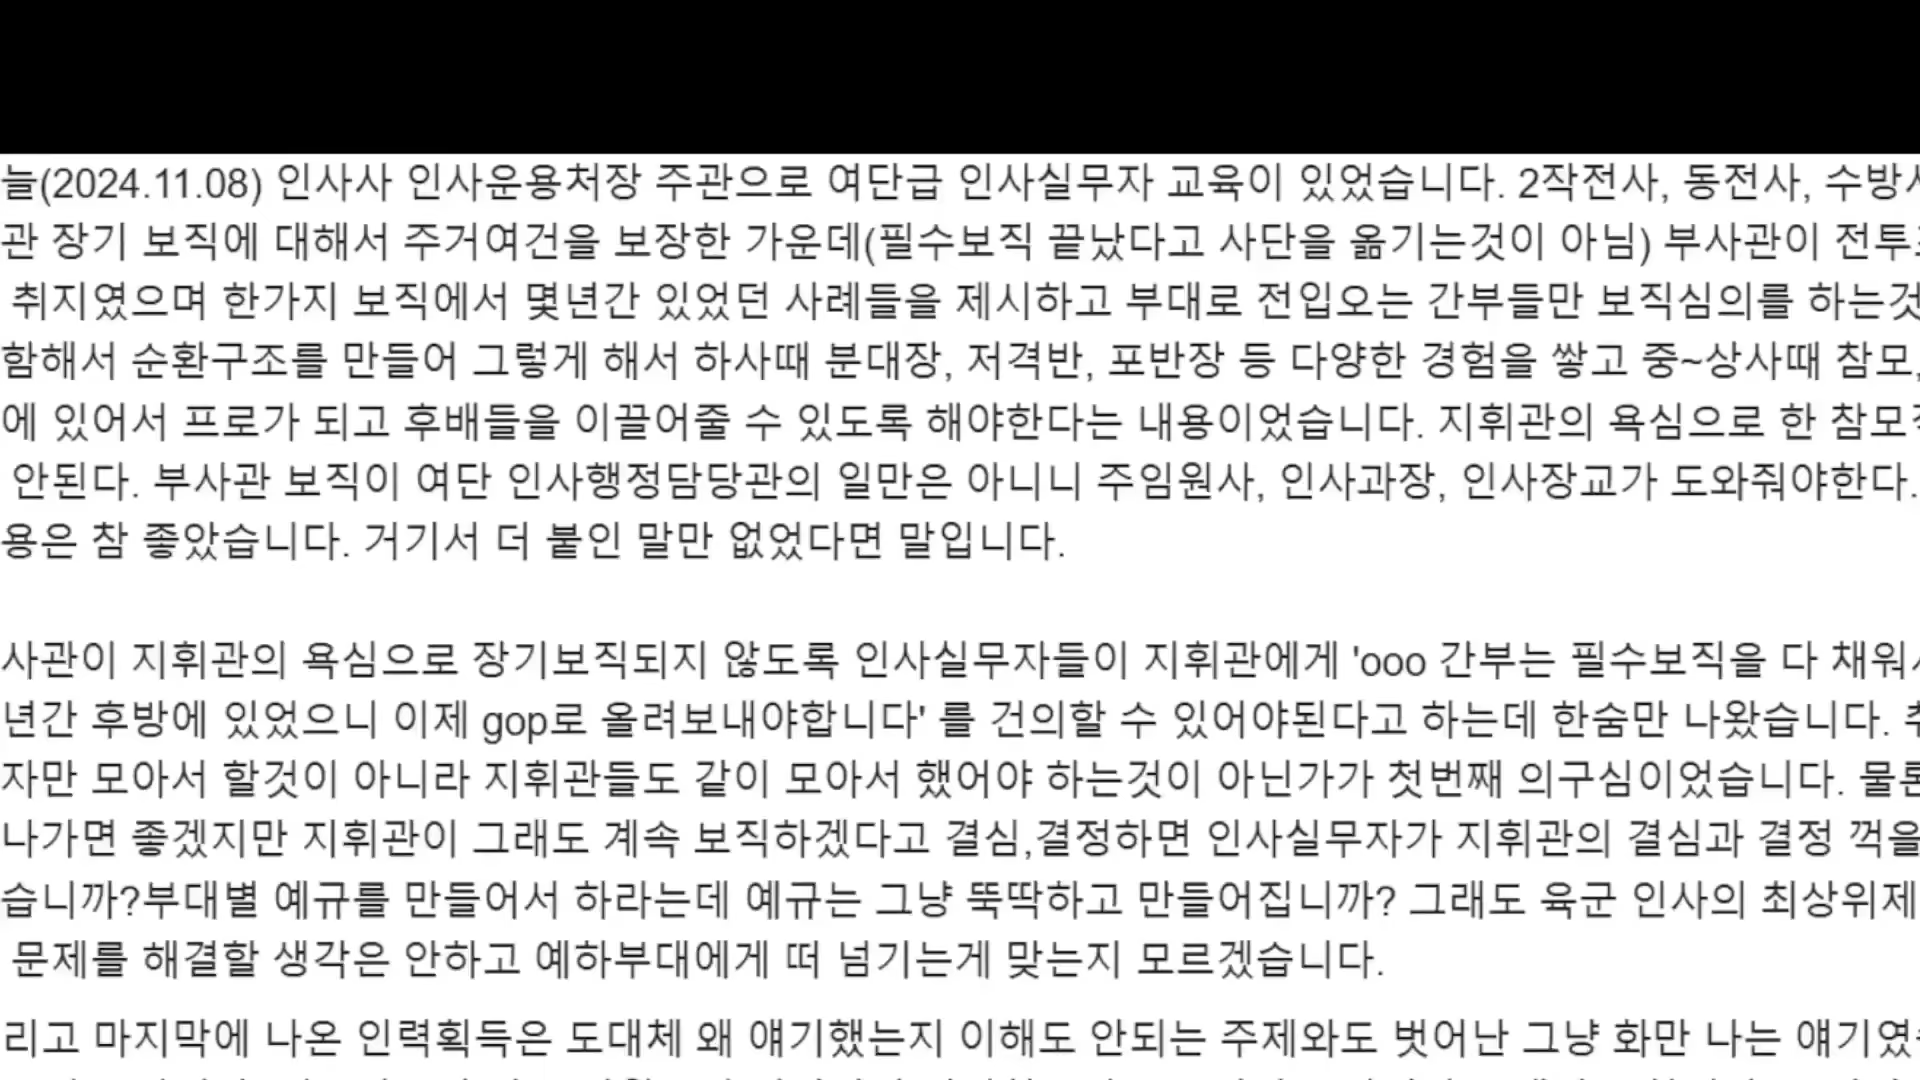 늘(2024.11.08) 인사사 인사운용처장 주관으로 여단급 인사실무자 교육이 있었습니다. 2작전사, 동전사, 수방
관 장기 보직에 대해서 주거여건을 보장한 가운데(필수보직 끝났다고 사단을 옮기는것이 아님) 부사관이 전투
취지였으며 한가지 보직에서 몇년간 있었던 사례들을 제시하고 부대로 전입오는 간부들만 보직심의를 하는것
함해서 순환구조를 만들어 그렇게 해서 하사때 분대장, 저격반, 포반장 등 다양한 경험을 쌓고 중~상사때 참모,
에 있어서 프로가 되고 후배들을 이끌어줄 수 있도록 해야한다는 내용이었습니다. 지휘관의 욕심으로 한 참모
안된다. 부사관 보직이 여단 인사행정담당관의 일만은 아니니 주임원사, 인사과장, 인사장교가 도와줘야한다.
용은 참 좋았습니다. 거기서 더 붙인 말만 없었다면 말입니다.
사관이 지휘관의 욕심으로 장기보직되지 않도록 인사실무자들이 지휘관에게 'ooo 간부는 필수보직을 다 채워
년간 후방에 있었으니 이제 gop로 올려보내야합니다' 를 건의할 수 있어야된다고 하는데 한숨만 나왔습니다.
자만 모아서 할것이 아니라 지휘관들도 같이 모아서 했어야 하는것이 아닌가가 첫번째 의구심이었습니다. 물론
나가면 좋겠지만 지휘관이 그래도 계속 보직하겠다고 결심,결정하면 인사실무자가 지휘관의 결심과 결정 꺽을
습니까?부대별 예규를 만들어서 하라는데 예규는 그냥 뚝딱하고 만들어집니까? 그래도 육군 인사의 최상위제
문제를 해결할 생각은 안하고 예하부대에게 떠 넘기는게 맞는지 모르겠습니다.
리고 마지막에 나온 인력획득은 도대체 왜 얘기했는지 이해도 안되는 주제와도 벗어난 그냥 화만 나는 얘기였